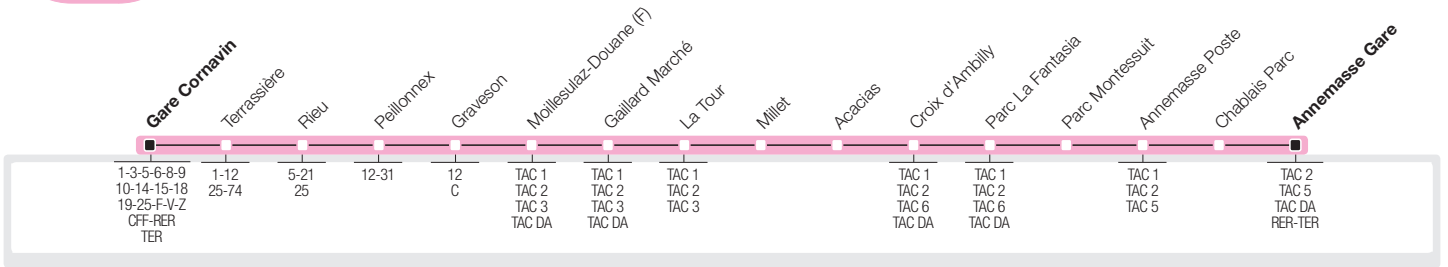 Gare Cornavin
Terrassière
Rieu
Peillonnex
Graveson
Moillesulaz-Douane (F)
Gaillard Marché
La Tour
Millet
Acacias
Croix d'Ambilly
Parc La Fantasia
Parc Montessuit
Annemasse Poste
Chablais Parc
Annemasse Gare
1-3-5-6-8-9
10-14-15-18
19-25-F-V-Z
CFF-RER
TER
1-12
25-74
5-21
25
12-31
12
C
TAC 1
TAC 2
TAC 3
TAC DA
TAC 1
TAC 2
TAC 3
TAC DA
TAC 1
TAC 2
TAC 3
TAC 1
TAC 2
TAC 6
TAC DA
TAC 1
TAC 2
TAC 6
TAC DA
TAC 1
TAC 2
TAC 5
TAC 2
TAC 5
TAC DA
RER-TER